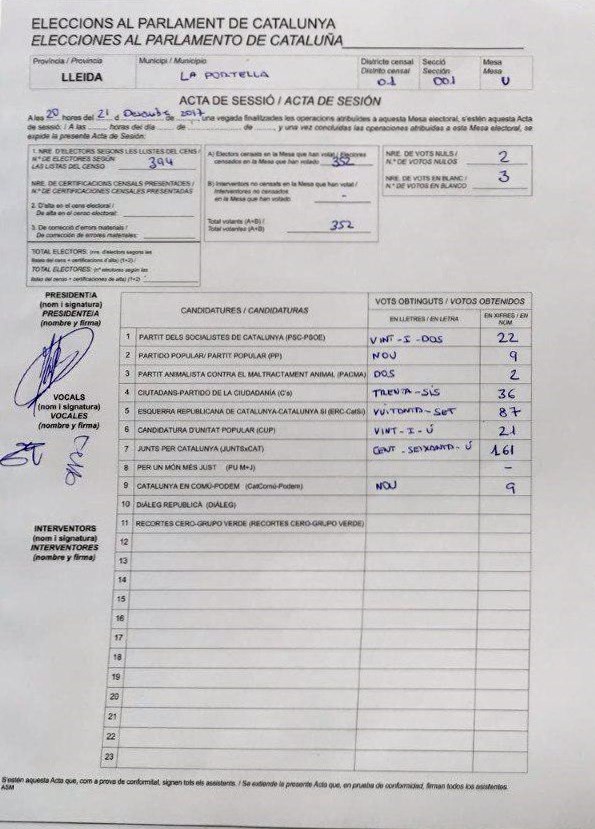 ELECCIONS AL PARLAMENT DE CATALUNYA
ELECCIONES AL PARLAMENTO DE CATALUÑA
Província / Provincia Municipi / Municipio Districte censal Secció Mesa
Distrito censal Sección Mesa
LLEIDA LA PORTELLA 01 001 U
ACTA DE SESSIÓ / ACTA DE SESIÓN
A les 20 hores del 21 d Desembre 2017 de , una vegada finalitzades les operacions atribuïdes a aquesta Mesa electoral, s'estén aquesta Acta
de sessió. / A las horas del día de de , y una vez concluidas las operaciones atribuidas a esta Mesa electoral, se
expide la presente Acta de Sesión:
1. NRE. D'ELECTORS SEGONS LES LLISTES DEL CENS /
N.º DE ELECTORES SEGÚN
LAS LISTAS DEL CENSO 394
NRE. DE CERTIFICACIONS CENSALS PRESENTADES /
N.º DE CERTIFICACIONES CENSALES PRESENTADAS
2. D'alta en el cens electoral /
De alta en el censo electoral:
3. De correcció d'errors materials /
De corrección de errores materiales:
TOTAL ELECTORS: (nre. d'electors segons les
llistes del cens + certificacions d'alta) (1+2) /
TOTAL ELECTORES: (nº electores según las
listas del censo + certificaciones de alta) (1+2)
A) Electors censats en la Mesa que han votat / Electores
censados en la Mesa que han votado 352
B) Interventors no censats en la Mesa que han votat /
Interventores no censados
en la Mesa que han votado -
Total votants (A+B) /
Total votantes (A+B) 352
NRE. DE VOTS NULS /
N.º DE VOTOS NULOS 2
NRE. DE VOTS EN BLANC /
N.º DE VOTOS EN BLANCO 3
PRESIDENT/A
(nom i signatura)
PRESIDENTE/A
(nombre y firma)
VOCALS
(nom i signatura)
VOCALES
(nombre y firma)
INTERVENTORS
(nom i signatura)
INTERVENTORES
(nombre y firma)
CANDIDATURES / CANDIDATURAS VOTS OBTINGUTS / VOTOS OBTENIDOS
EN LLETRES / EN LETRA EN XIFRES / EN NÚM.
1 PARTIT DELS SOCIALISTES DE CATALUNYA (PSC-PSOE) VINT-I-DOS 22
2 PARTIDO POPULAR/ PARTIT POPULAR (PP) NOU 9
3 PARTIT ANIMALISTA CONTRA EL MALTRACTAMENT ANIMAL (PACMA) DOS 2
4 CIUTADANS-PARTIDO DE LA CIUDADANÍA (C's) TRENTA-SIS 36
5 ESQUERRA REPUBLICANA DE CATALUNYA-CATALUNYA SÍ (ERC-CatSí) VUITANTA-SET 87
6 CANDIDATURA D'UNITAT POPULAR (CUP) VINT-I-Ú 21
7 JUNTS PER CATALUNYA (JUNTSxCAT) CENT-SEIXANTA-Ú 161
8 PER UN MÓN MÉS JUST (PU M+J) -
9 CATALUNYA EN COMÚ-PODEM (CatComú-Podem) NOU 9
10 DIÀLEG REPUBLICÀ (DIÀLEG)
11 RECORTES CERO-GRUPO VERDE (RECORTES CERO-GRUPO VERDE)
12
13
14
15
16
17
18
19
20
21
22
23
S'estén aquesta Acta que, com a prova de conformitat, signen tots els assistents. / Se extiende la presente Acta que, en prueba de conformidad, firman todos los asistentes.
ASM